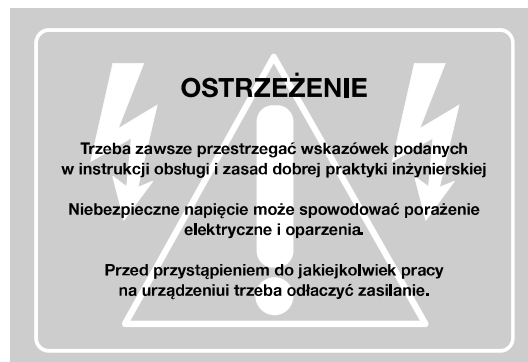 OSTRZEŻENIE
Trzeba zawsze przestrzegać wskazówek podanych
w instrukcji obsługi i zasad dobrej praktyki inżynierskiej
Niebezpieczne napięcie może spowodować porażenie
elektryczne i oparzenia.
Przed przystąpieniem do jakiejkolwiek pracy
na urządzeniui trzeba odłaczyć zasilanie.